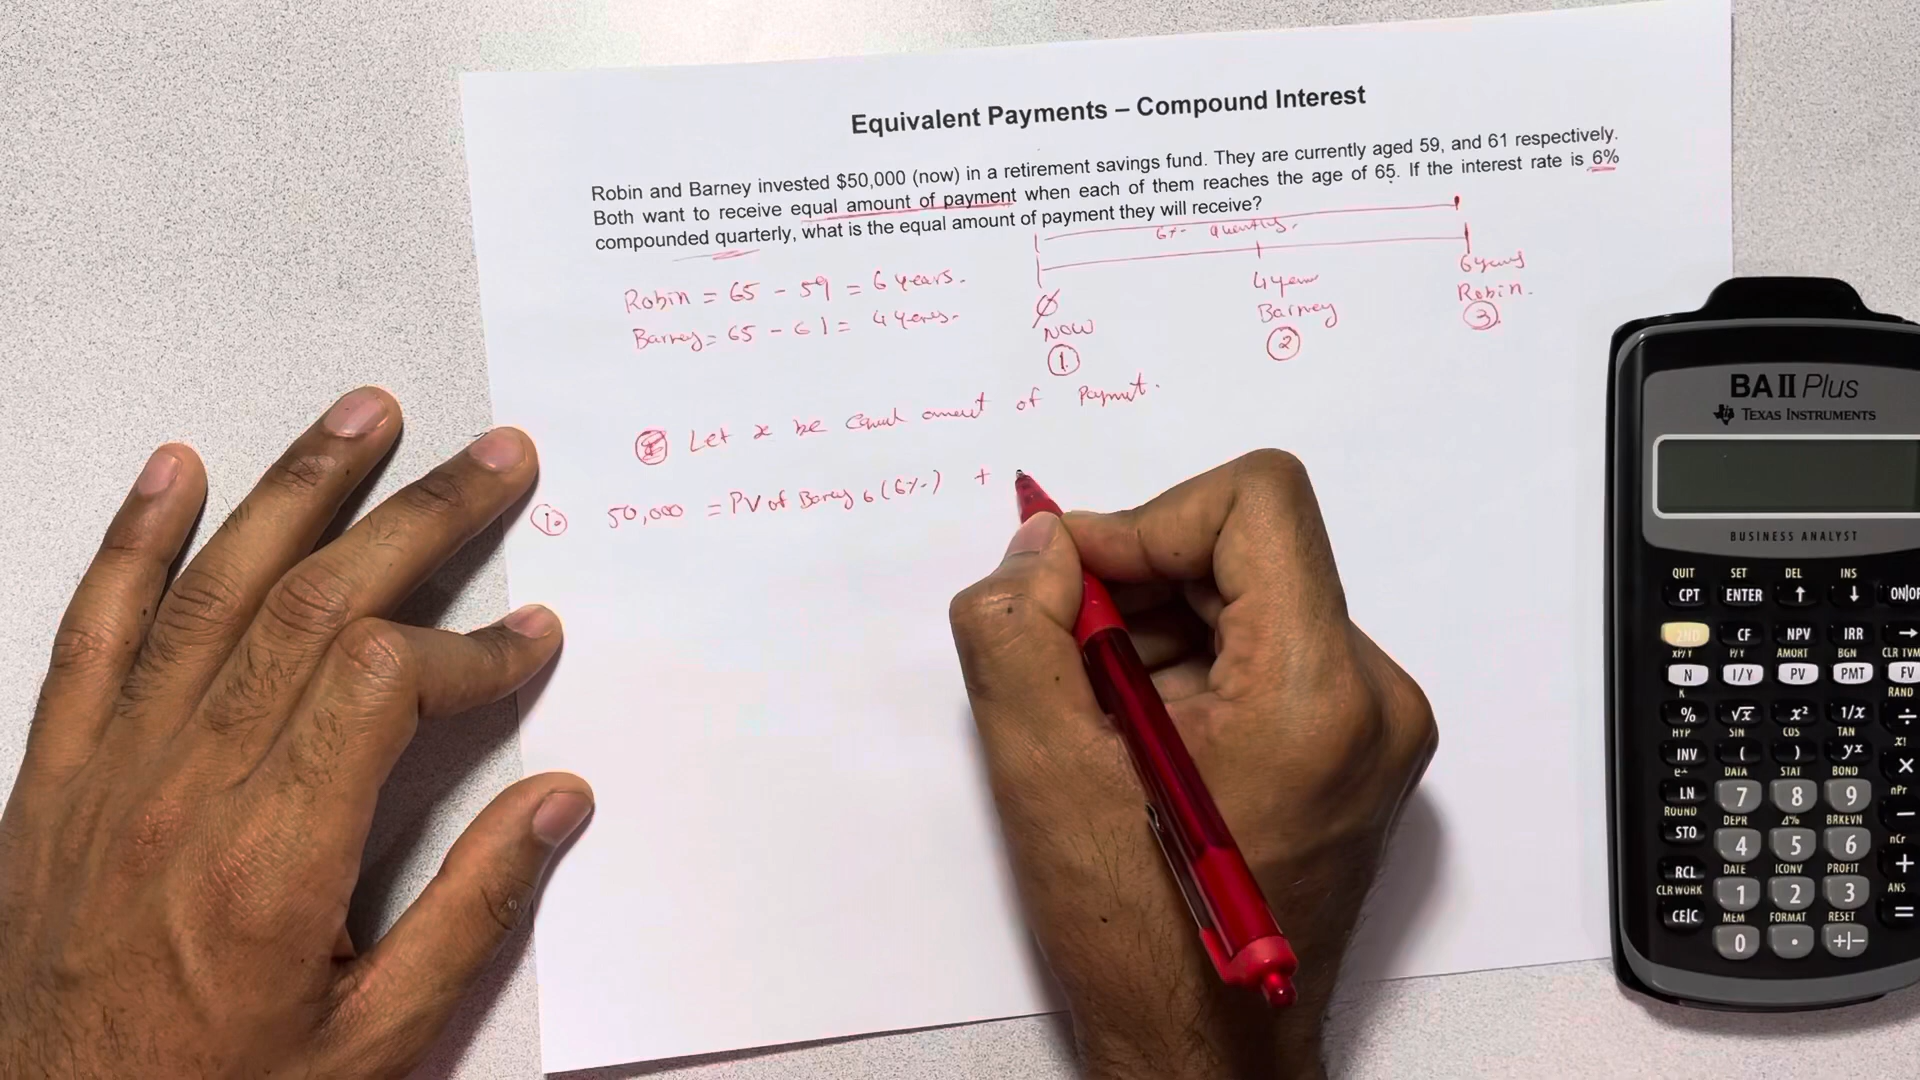 Equivalent Payments – Compound Interest
Robin and Barney invested $50,000 (now) in a retirement savings fund. They are currently aged 59, and 61 respectively.
Both want to receive equal amount of payment when each of them reaches the age of 65. If the interest rate is 6%
compounded quarterly, what is the equal amount of payment they will receive?
Robin = 65 - 59 = 6 years.
Barney = 65 - 61 = 4 years.
6%
0
NOW
1.
4 years
Barney
2
6 years
Robin.
3
Let x be equal amount of Payment.
1. 50,000 = PV of Barney 6 (6%) +
BA II Plus
TEXAS INSTRUMENTS
BUSINESS ANALYST
QUIT SET DEL INS
CPT ENTER ↑ ↓ ON|OF
2ND CF NPV IRR →
xP/Y P/Y AMORT BGN CLR TVM
N I/Y PV PMT FV
K RAND
% √x x² 1/x ÷
HYP SIN COS TAN x!
INV ( ) yx ×
DATA STAT BOND nPr
LN 7 8 9 −
ROUND DEPR Δ% BRKEVN nCr
STO 4 5 6 +
DATE ICONV PROFIT ANS
RCL 1 2 3 =
CLR WORK MEM FORMAT RESET
CE|C 0 . +|−